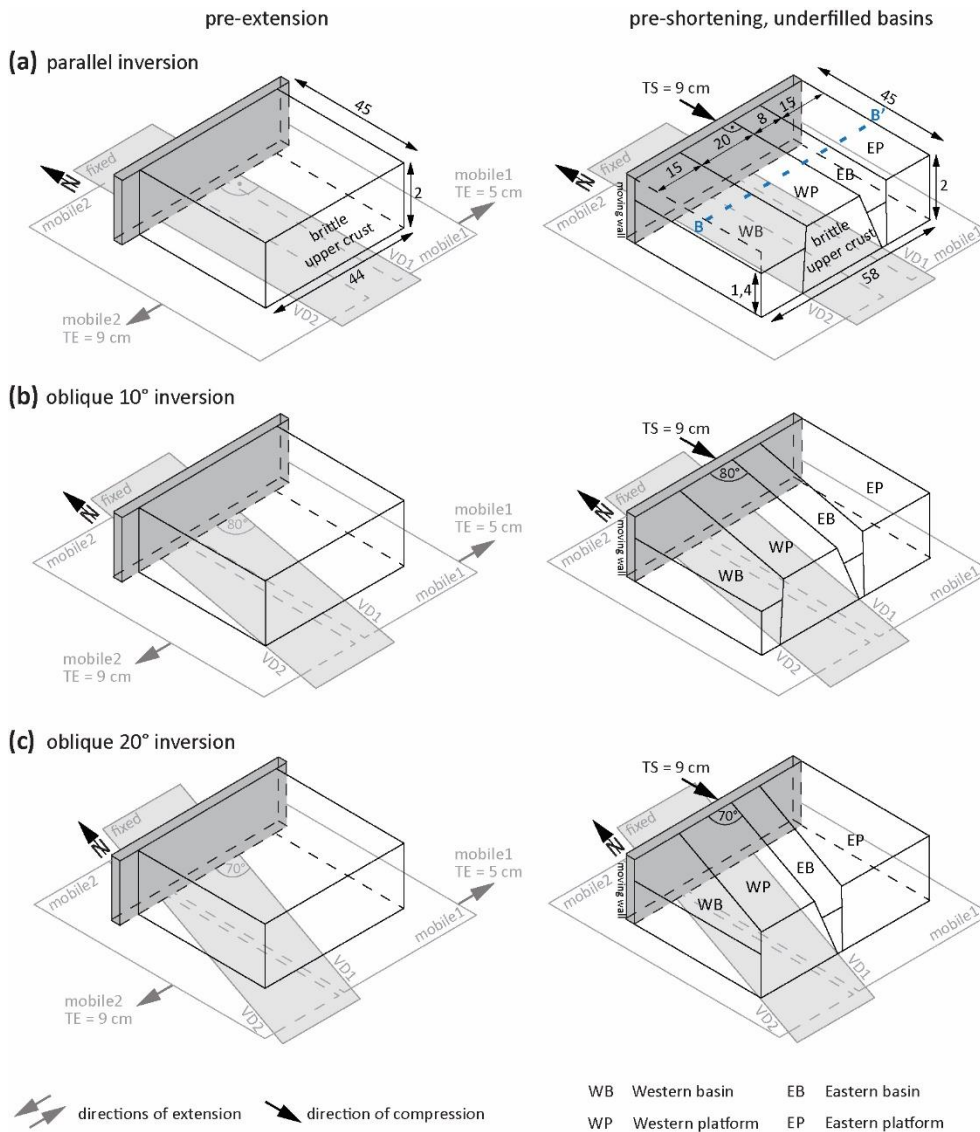 pre-extension
pre-shortening, underfilled basins
(a) parallel inversion
45
fixed
N
mobile2
2
mobile1
TE = 5 cm
brittle
upper crust
mobile1
VD1
44
VD2
mobile2
TE = 9 cm
TS = 9 cm
45
15
8
20
15
B'
EP
EB
WP
N
moving wall
B
WB
2
brittle
upper crust
mobile1
VD1
1,4
58
VD2
(b) oblique 10° inversion
fixed
N
mobile2
80°
mobile1
TE = 5 cm
mobile1
VD1
VD2
mobile2
TE = 9 cm
TS = 9 cm
80°
EP
fixed
N
mobile2
EB
moving wall
WP
WB
mobile1
VD1
VD2
(c) oblique 20° inversion
fixed
N
mobile2
70°
mobile1
TE = 5 cm
mobile1
VD1
VD2
mobile2
TE = 9 cm
TS = 9 cm
70°
EP
fixed
N
mobile2
EB
moving wall
WP
WB
mobile1
VD1
VD2
directions of extension
direction of compression
WB Western basin
EB Eastern basin
WP Western platform
EP Eastern platform